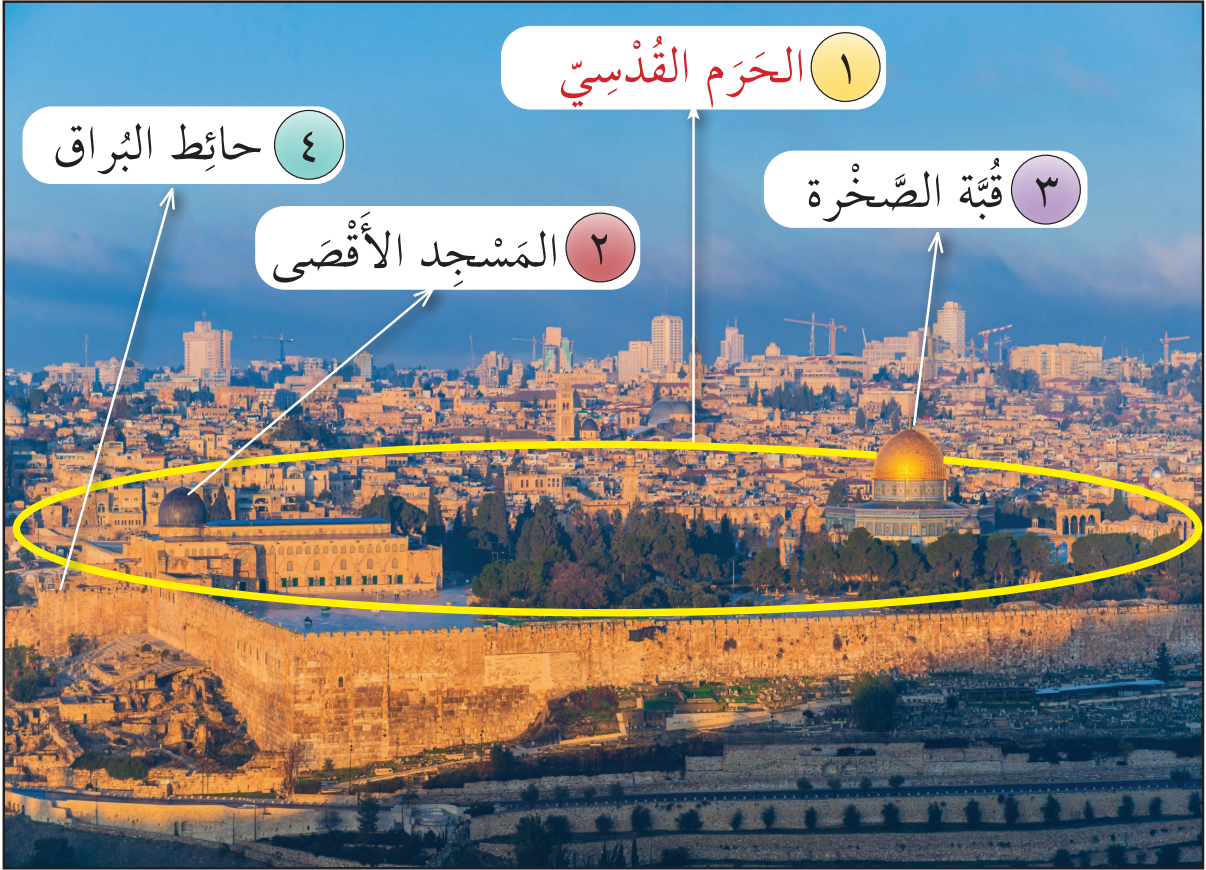 ١ الحَرَم القُدْسِيّ
٤ حائِط البُراق
٣ قُبَّة الصَّخْرة
٢ المَسْجِد الأَقْصَى